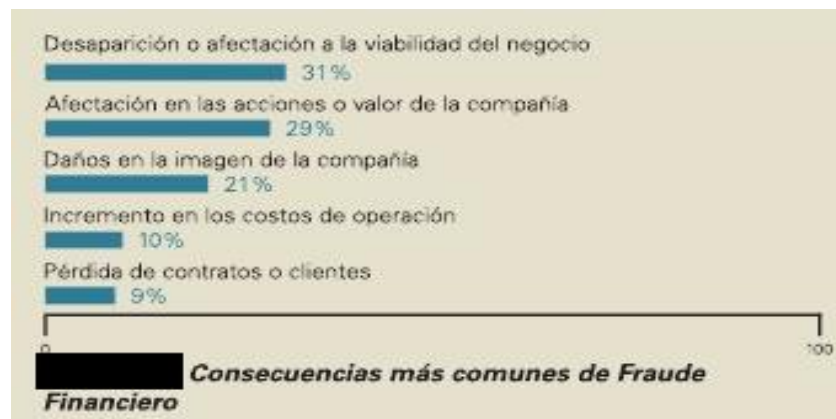 Desaparición o afectación a la viabilidad del negocio
31%
Afectación en las acciones o valor de la compañía
29%
Daños en la imagen de la compañía
21%
Incremento en los costos de operación
10%
Pérdida de contratos o clientes
9%
0
100
Consecuencias más comunes de Fraude
Financiero